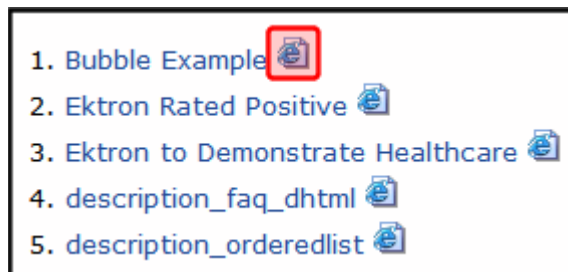 1. Bubble Example
2. Ektron Rated Positive
3. Ektron to Demonstrate Healthcare
4. description_faq_dhtml
5. description_orderedlist